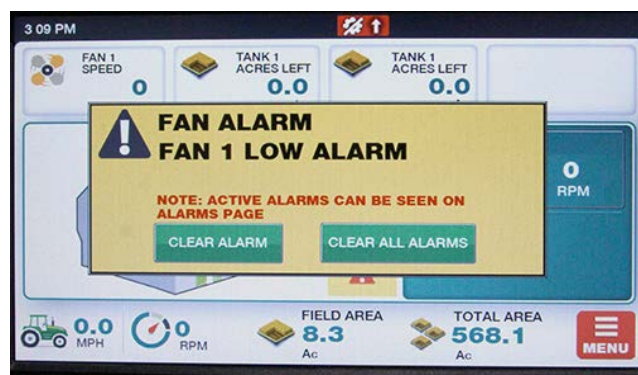 3 09 PM
FAN 1
SPEED
0
TANK 1
ACRES LEFT
0.0
TANK 1
ACRES LEFT
0.0
FAN ALARM
FAN 1 LOW ALARM
NOTE: ACTIVE ALARMS CAN BE SEEN ON
ALARMS PAGE
CLEAR ALARM
CLEAR ALL ALARMS
0
RPM
0.0
MPH
0
RPM
FIELD AREA
8.3
Ac
TOTAL AREA
568.1
Ac
MENU